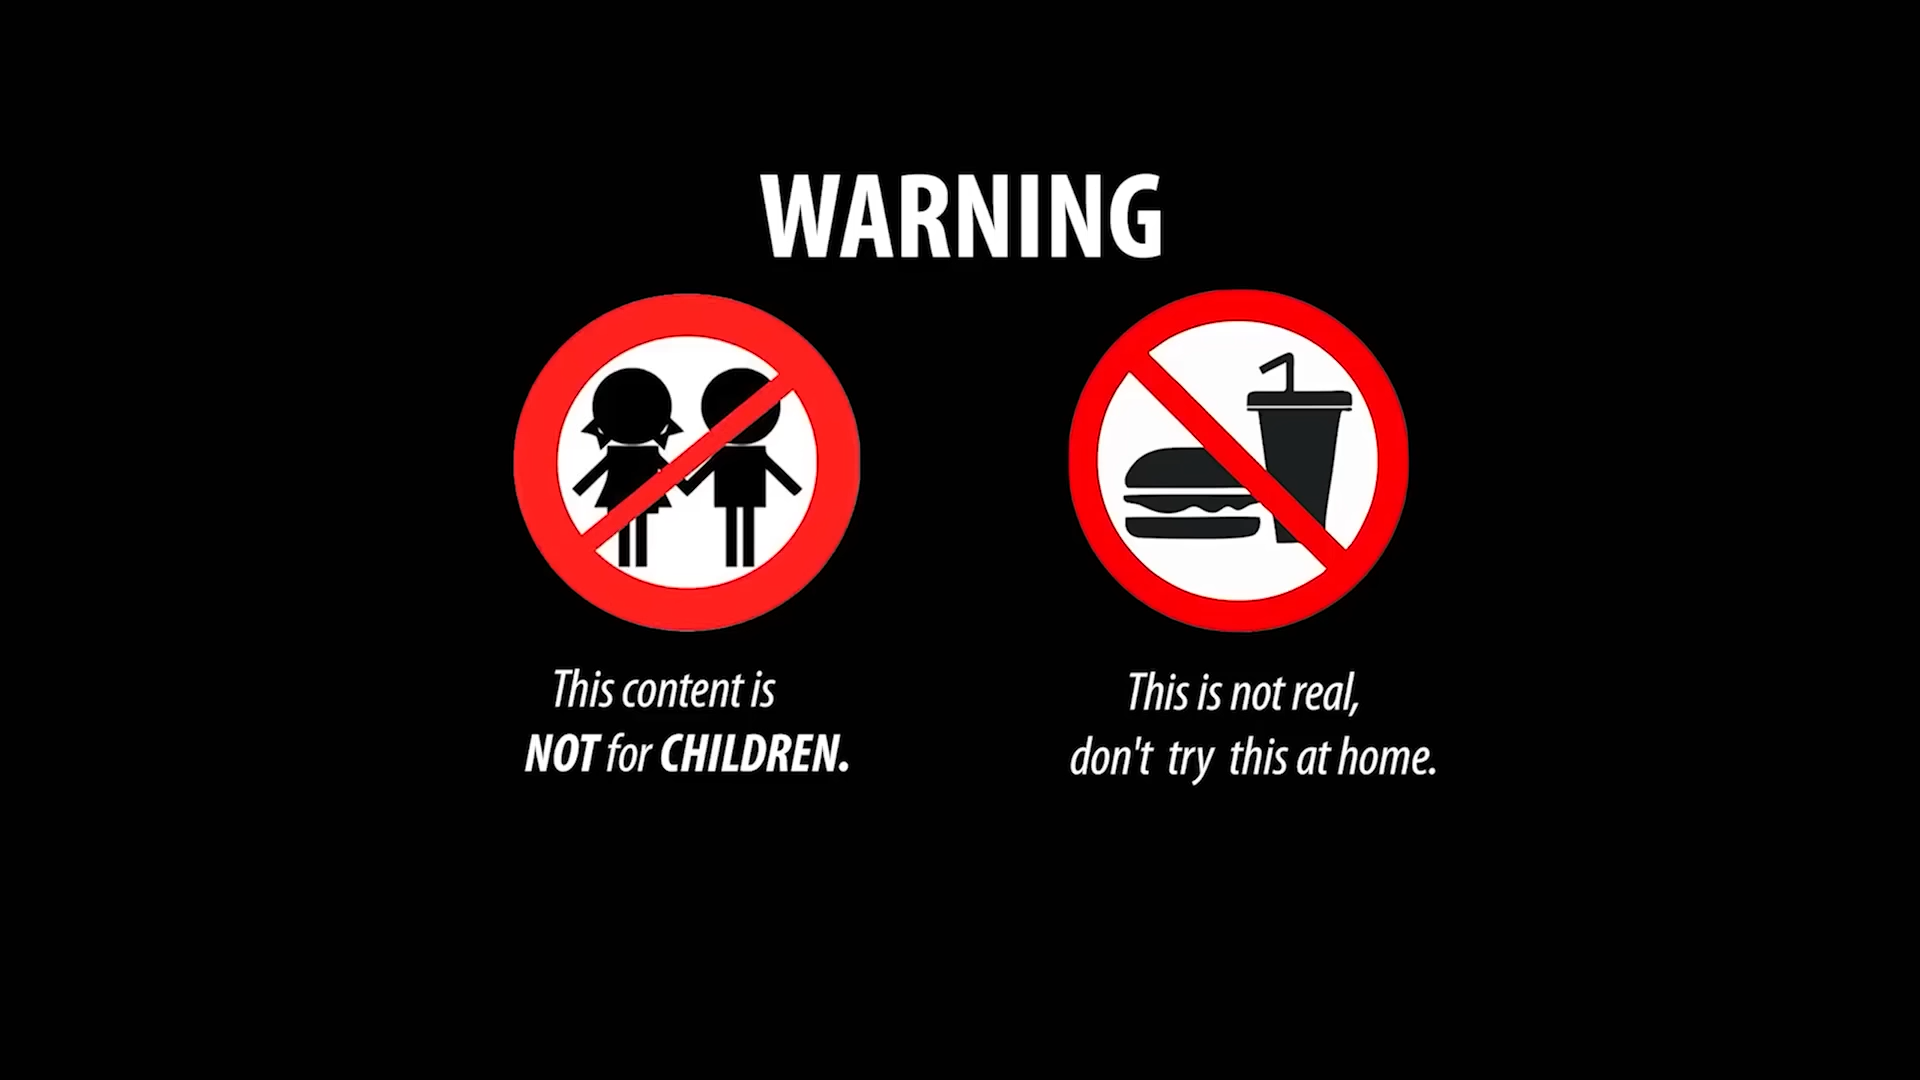 WARNING
This content is
NOT for CHILDREN.
This is not real,
don't try this at home.